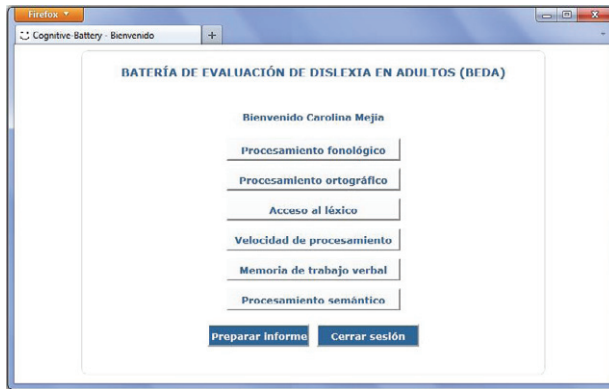 Firefox
Cognitive-Battery - Bienvenido
BATERÍA DE EVALUACIÓN DE DISLEXIA EN ADULTOS (BEDA)
Bienvenido Carolina Mejia
Procesamiento fonológico
Procesamiento ortográfico
Acceso al léxico
Velocidad de procesamiento
Memoria de trabajo verbal
Procesamiento semántico
Preparar informe Cerrar sesión